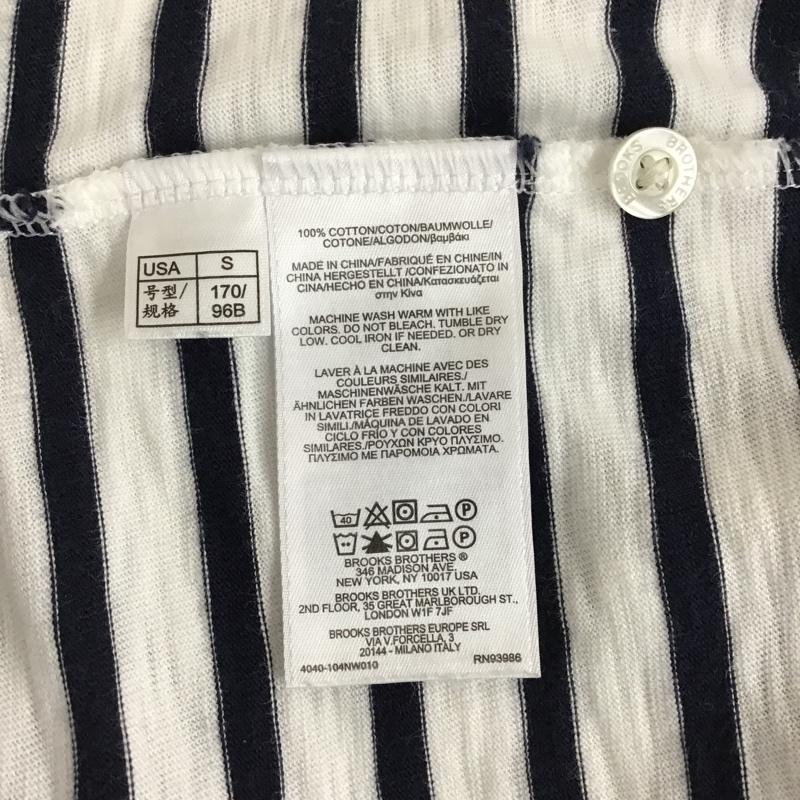 BROOKS BROTHERS
USA S
号型/规格 170/96B
100% COTTON/COTON/BAUMWOLLE/
COTONE/ALGODON/βαμβάκι
MADE IN CHINA/FABRIQUÉ EN CHINE/IN
CHINA HERGESTELLT /CONFEZIONATO IN
CINA/HECHO EN CHINA/Κατασκευάζεται
στην Κίνα
MACHINE WASH WARM WITH LIKE
COLORS. DO NOT BLEACH. TUMBLE DRY
LOW. COOL IRON IF NEEDED. OR DRY
CLEAN.
LAVER À LA MACHINE AVEC DES
COULEURS SIMILAIRES./
MASCHINENWÄSCHE KALT. MIT
ÄHNLICHEN FARBEN WASCHEN./LAVARE
IN LAVATRICE FREDDO CON COLORI
SIMILI./MÁQUINA DE LAVADO EN
CICLO FRÍO Y CON COLORES
SIMILARES./ΡΟΥΧΩΝ ΚΡΥΟ ΠΛΥΣΙΜΟ.
ΠΛΥΣΙΜΟ ΜΕ ΠΑΡΟΜΟΙΑ ΧΡΩΜΑΤΑ.
40 P
P
BROOKS BROTHERS ®
346 MADISON AVE,
NEW YORK, NY 10017 USA
BROOKS BROTHERS UK LTD.
2ND FLOOR, 35 GREAT MARLBOROUGH ST.,
LONDON W1F 7JF
BROOKS BROTHERS EUROPE SRL
VIA V.FORCELLA, 3
20144 - MILANO ITALY
4040-104NW010 RN93986